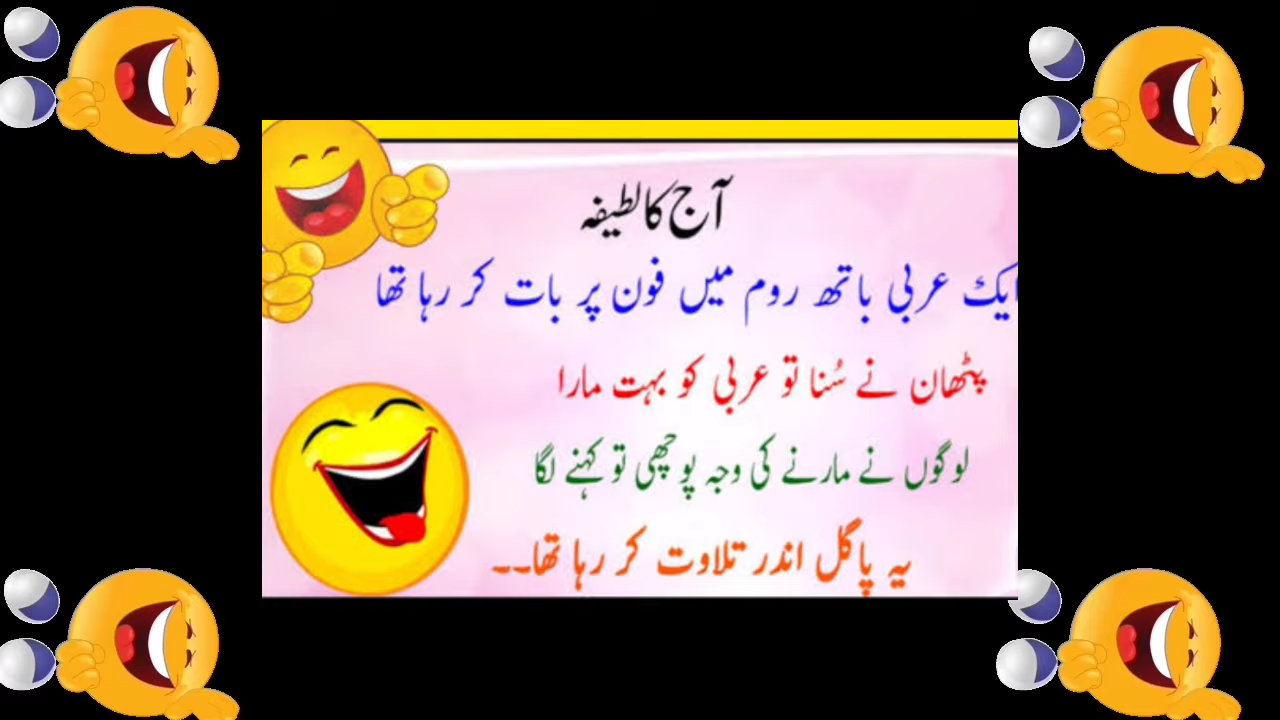 آج کا لطیفہ
ایک عربی باتھ روم میں فون پر بات کر رہا تھا
پٹھان نے سُنا تو عربی کو بہت مارا
لوگوں نے مارنے کی وجہ پوچھی تو کہنے لگا
یہ پاگل اندر تلاوت کر رہا تھا۔۔